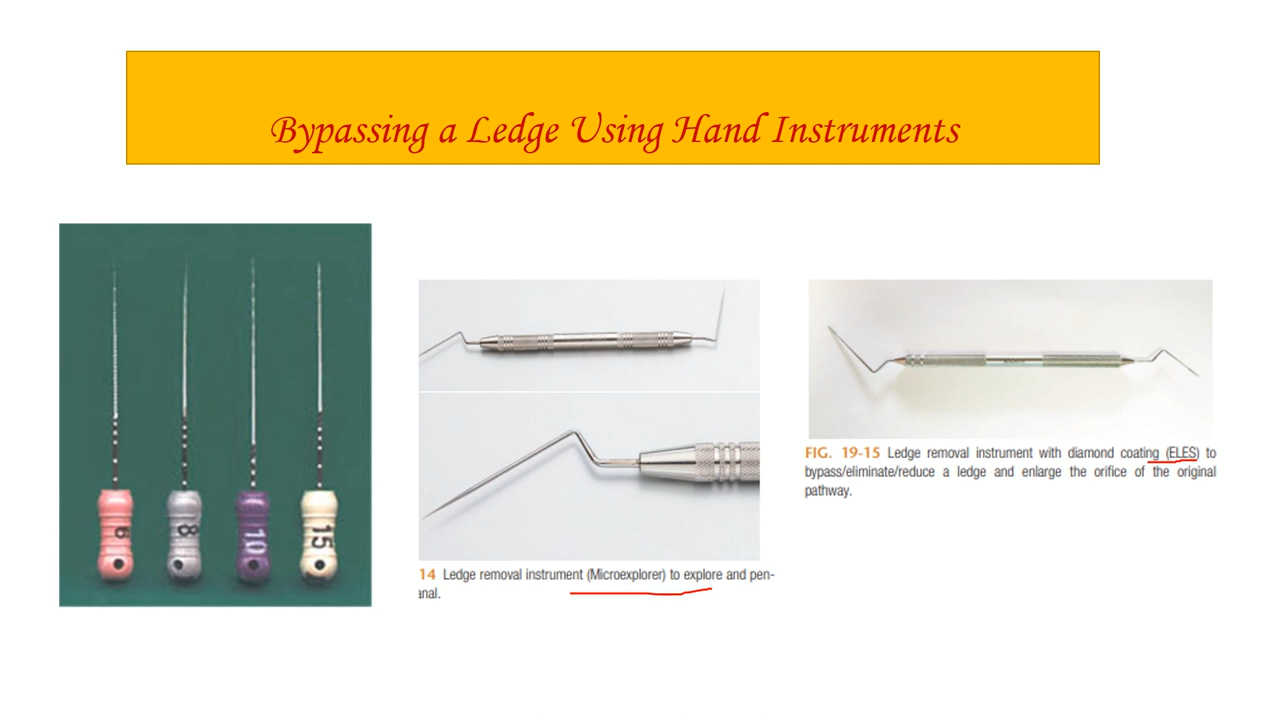 Bypassing a Ledge Using Hand Instruments
6
8
10
15
14 Ledge removal instrument (Microexplorer) to explore and pen-
anal.
FIG. 19-15 Ledge removal instrument with diamond coating (ELES) to
bypass/eliminate/reduce a ledge and enlarge the orifice of the original
pathway.